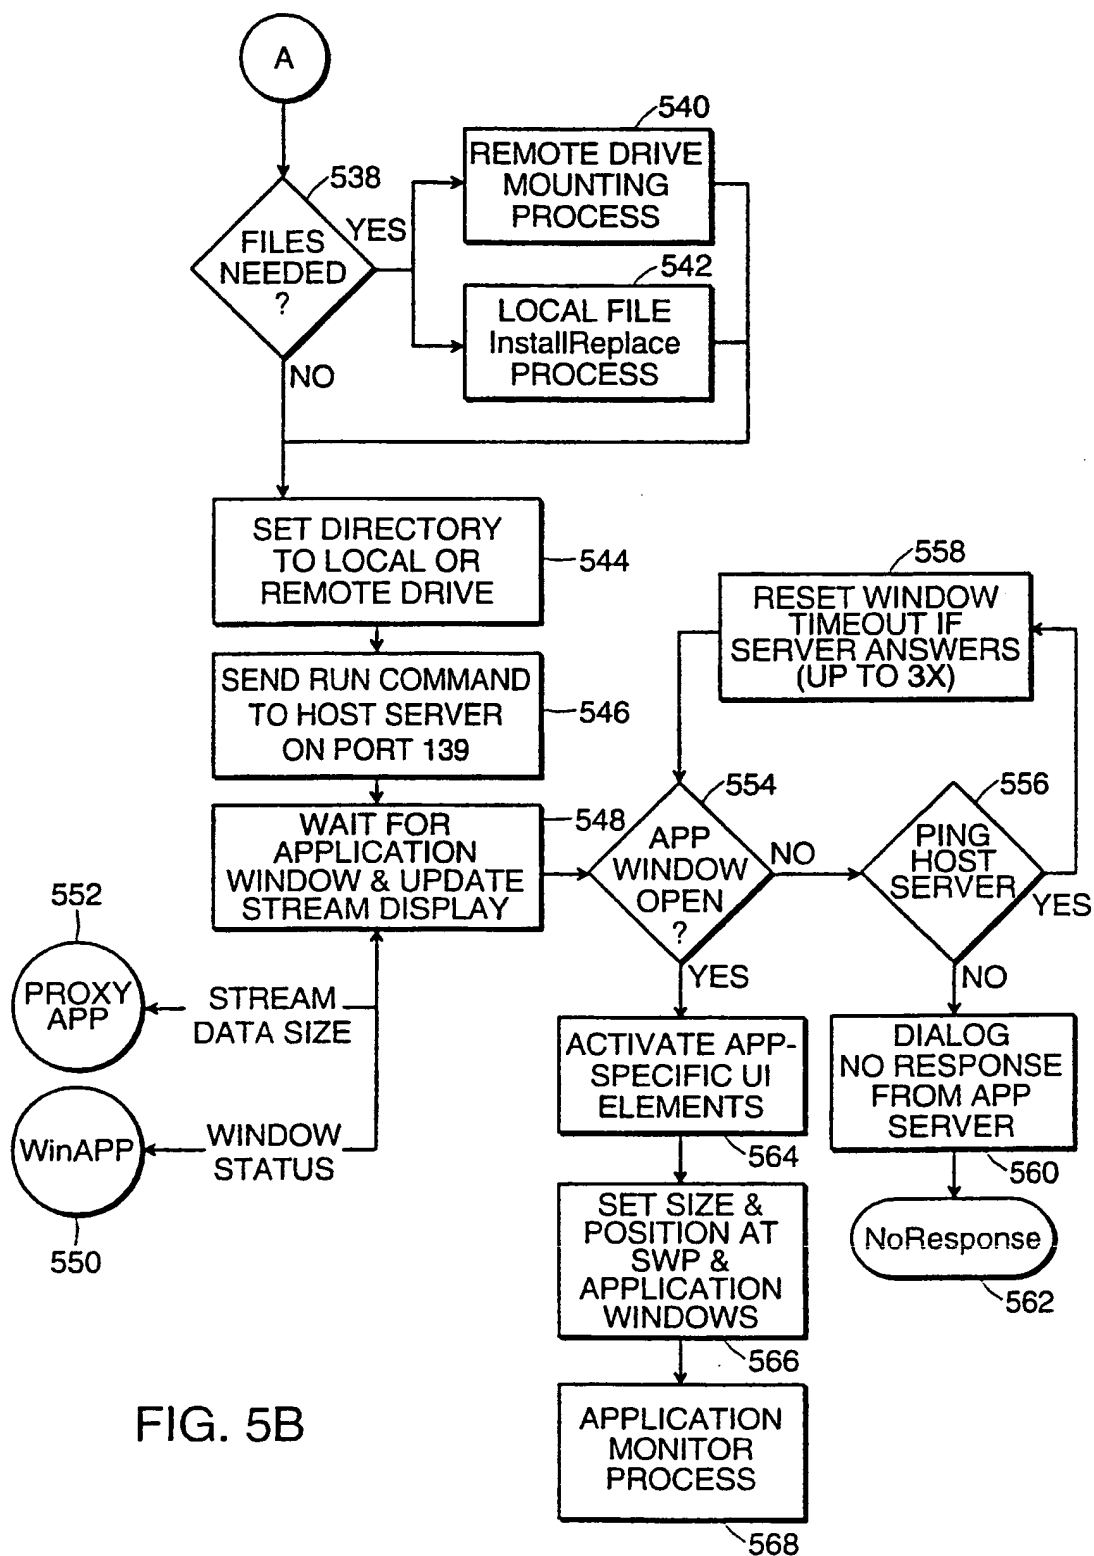 A
540
REMOTE DRIVE
MOUNTING
PROCESS
538
FILES
NEEDED
?
YES
542
LOCAL FILE
InstallReplace
PROCESS
NO
SET DIRECTORY
TO LOCAL OR
REMOTE DRIVE
544
558
RESET WINDOW
TIMEOUT IF
SERVER ANSWERS
(UP TO 3X)
SEND RUN COMMAND
TO HOST SERVER
ON PORT 139
546
WAIT FOR
APPLICATION
WINDOW & UPDATE
STREAM DISPLAY
548
554
APP
WINDOW
OPEN
?
NO
556
PING
HOST
SERVER
YES
552
PROXY
APP
STREAM
DATA SIZE
YES
NO
ACTIVATE APP-
SPECIFIC UI
ELEMENTS
564
DIALOG
NO RESPONSE
FROM APP
SERVER
560
WinAPP
WINDOW
STATUS
550
SET SIZE &
POSITION AT
SWP &
APPLICATION
WINDOWS
566
NoResponse
562
APPLICATION
MONITOR
PROCESS
568
FIG. 5B